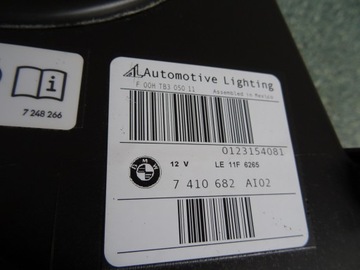 AL Automotive Lighting
F 00H TB3 050 11
Assembled in Mexico
7 248 266
0123154081
BMW
12 V
LE 11F 6265
7 410 682 AI02